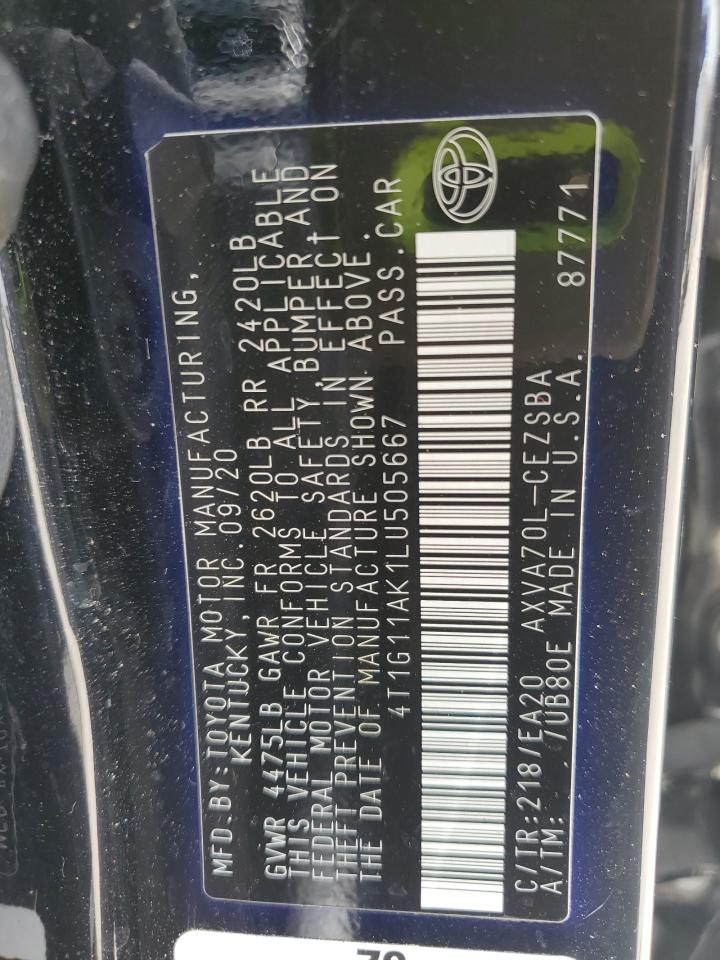 MFD.BY:TOYOTA MOTOR MANUFACTURING,
KENTUCKY, INC.09/20
GVWR 4475LB GAWR FR 2620LB RR 2420LB
THIS VEHICLE CONFORMS TO ALL APPLICABLE
FEDERAL MOTOR VEHICLE SAFETY, BUMPER AND
THEFT PREVENTION STANDARDS IN EFFECT ON
THE DATE OF MANUFACTURE SHOWN ABOVE.
4T1G11AK1LU505667 PASS.CAR
C/TR:218/EA20 AXVA70L-CEZSBA
A/TM: /UB80E MADE IN U.S.A. 87771